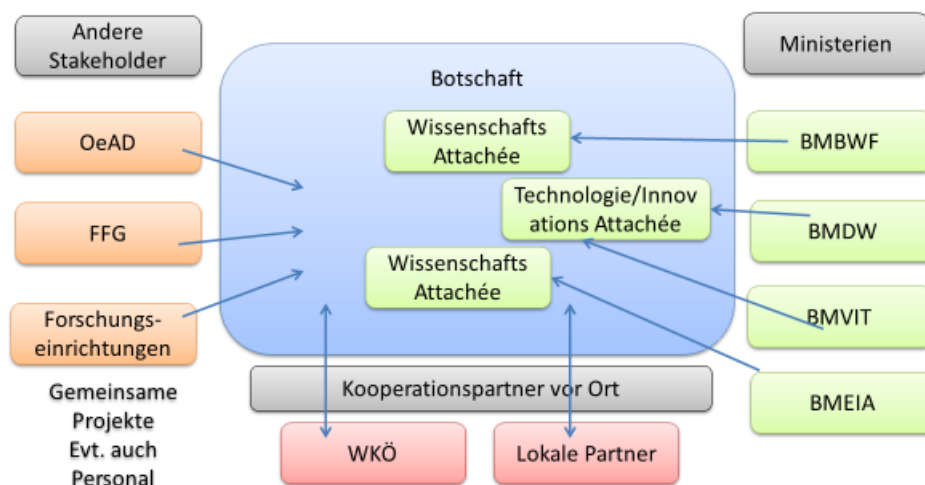 Andere
Stakeholder
Ministerien
Botschaft
OeAD
Wissenschafts
Attachée
BMBWF
FFG
Technologie/Innov
ations Attachée
BMDW
Wissenschafts
Attachée
Forschungs-
einrichtungen
BMVIT
Gemeinsame
Projekte
Evt. auch
Personal
Kooperationspartner vor Ort
BMEIA
WKÖ
Lokale Partner